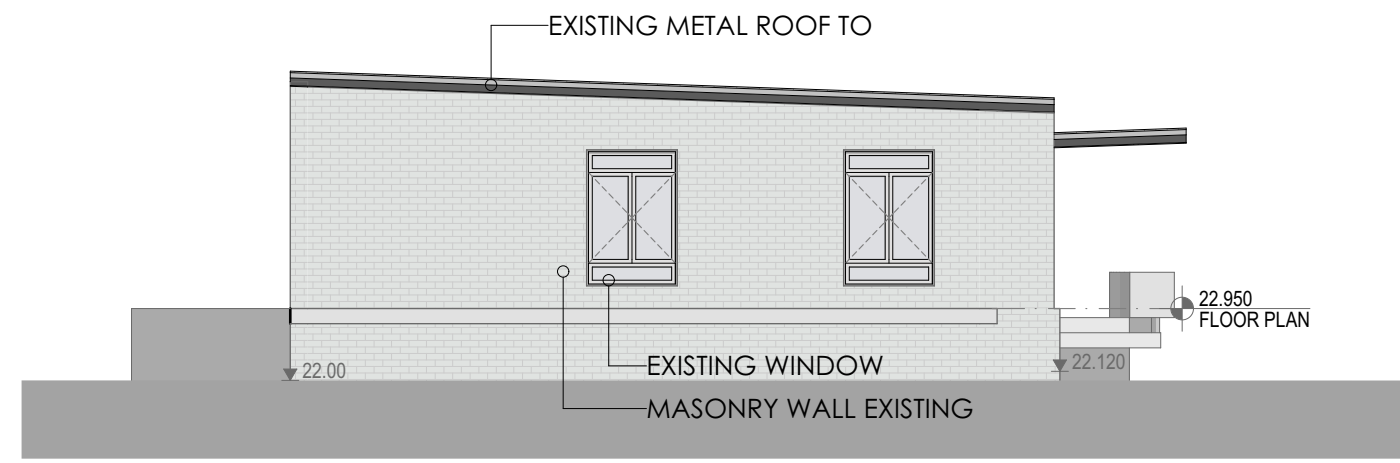 EXISTING METAL ROOF TO
22.950
FLOOR PLAN
22.00
EXISTING WINDOW
22.120
MASONRY WALL EXISTING